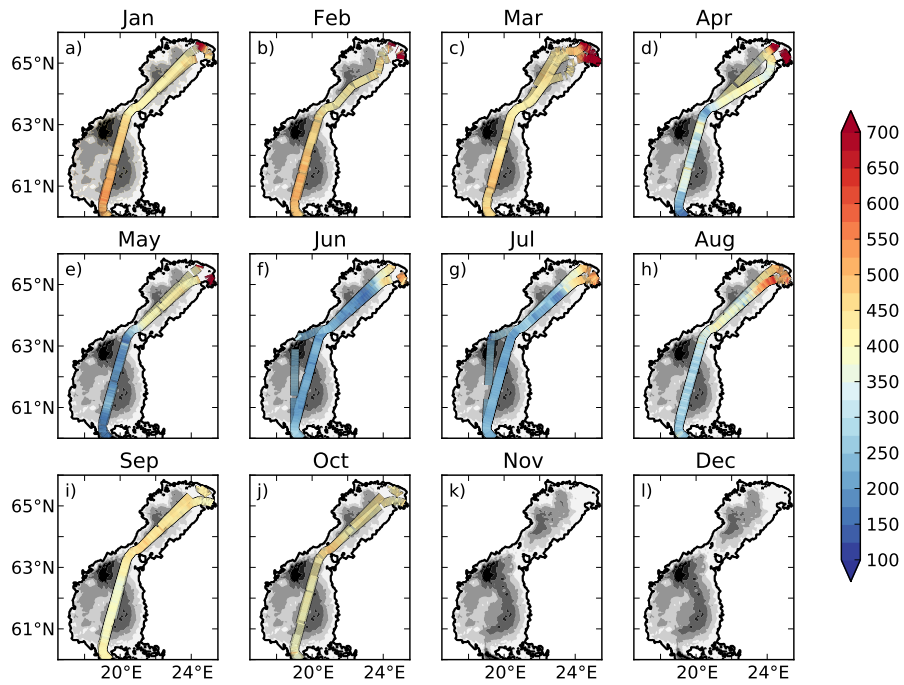 Jan Feb Mar Apr
a) b) c) d)
65°N
63°N
61°N
May Jun Jul Aug
e) f) g) h)
65°N
63°N
61°N
Sep Oct Nov Dec
i) j) k) l)
65°N
63°N
61°N
20°E 24°E 20°E 24°E 20°E 24°E 20°E 24°E
700
650
600
550
500
450
400
350
300
250
200
150
100